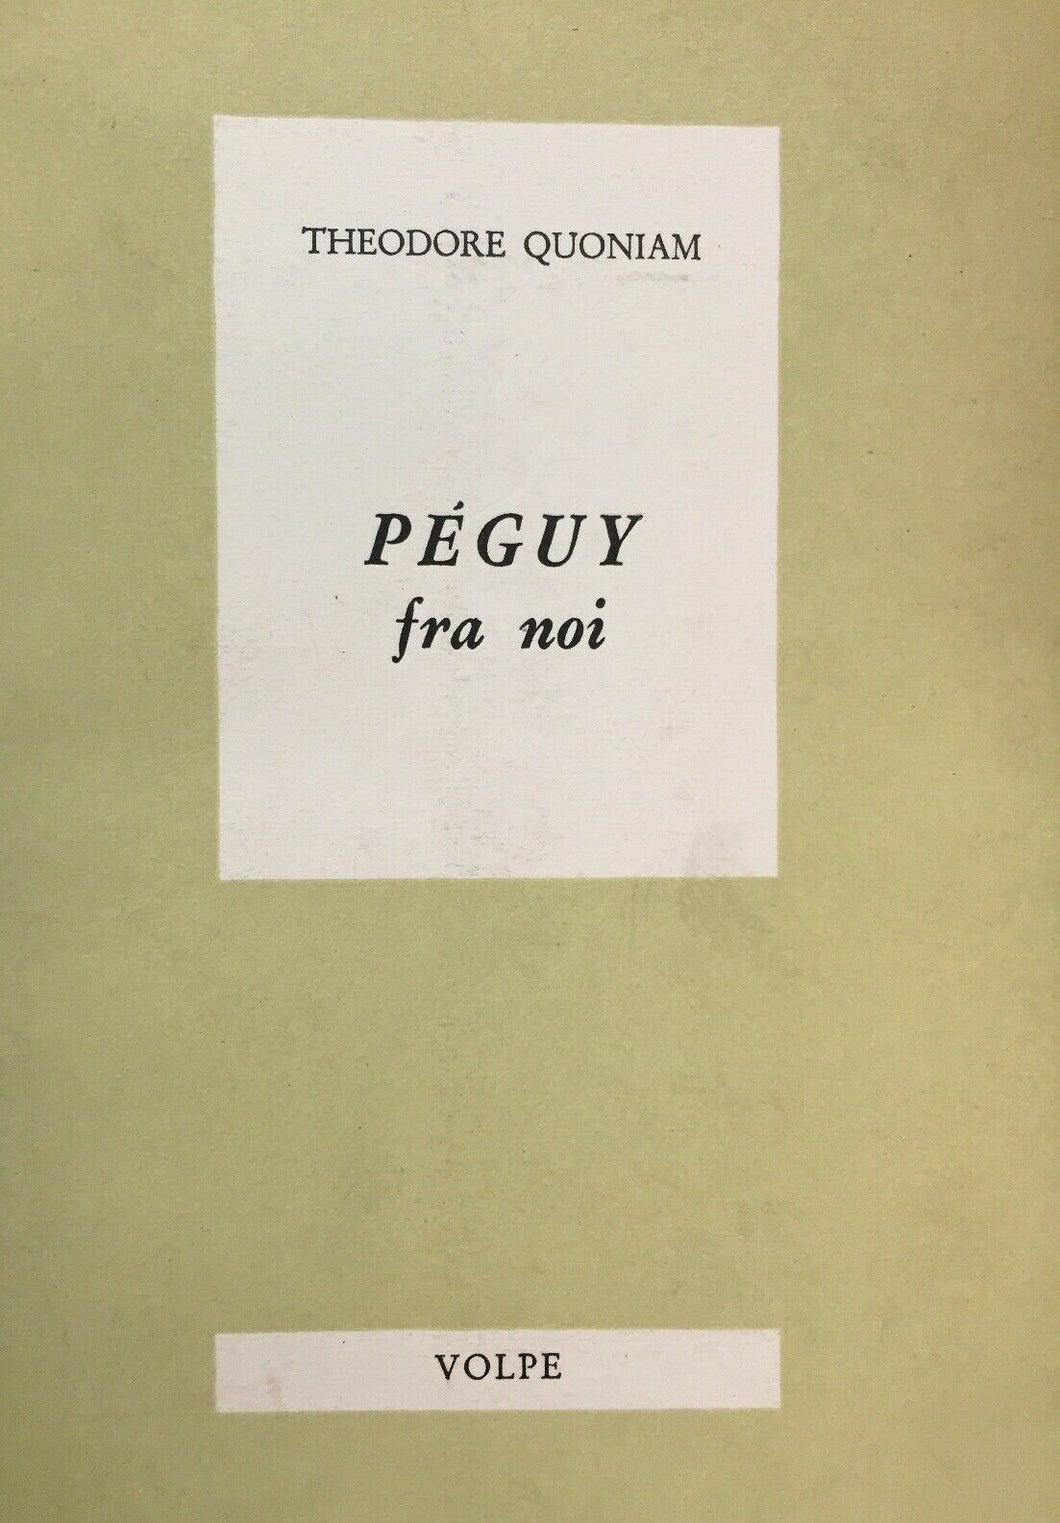 THEODORE QUONIAM
PÉGUY
fra noi
VOLPE